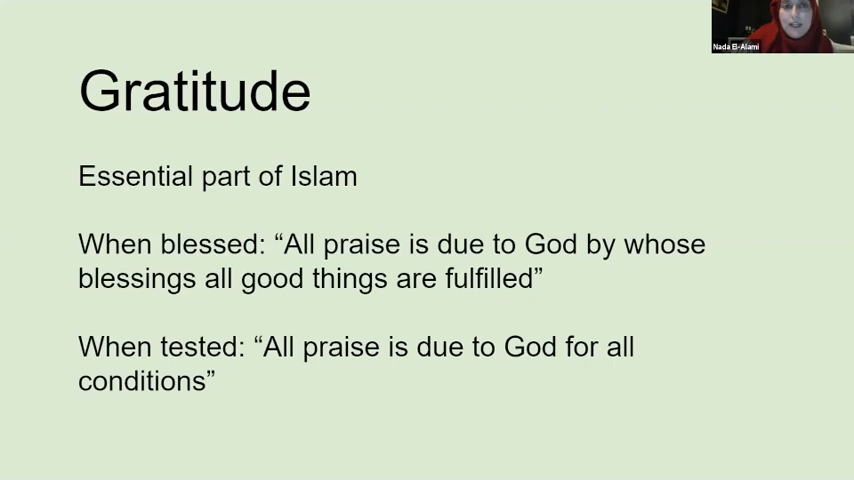 Nada El-Alami
Gratitude
Essential part of Islam
When blessed: “All praise is due to God by whose
blessings all good things are fulfilled”
When tested: “All praise is due to God for all
conditions”